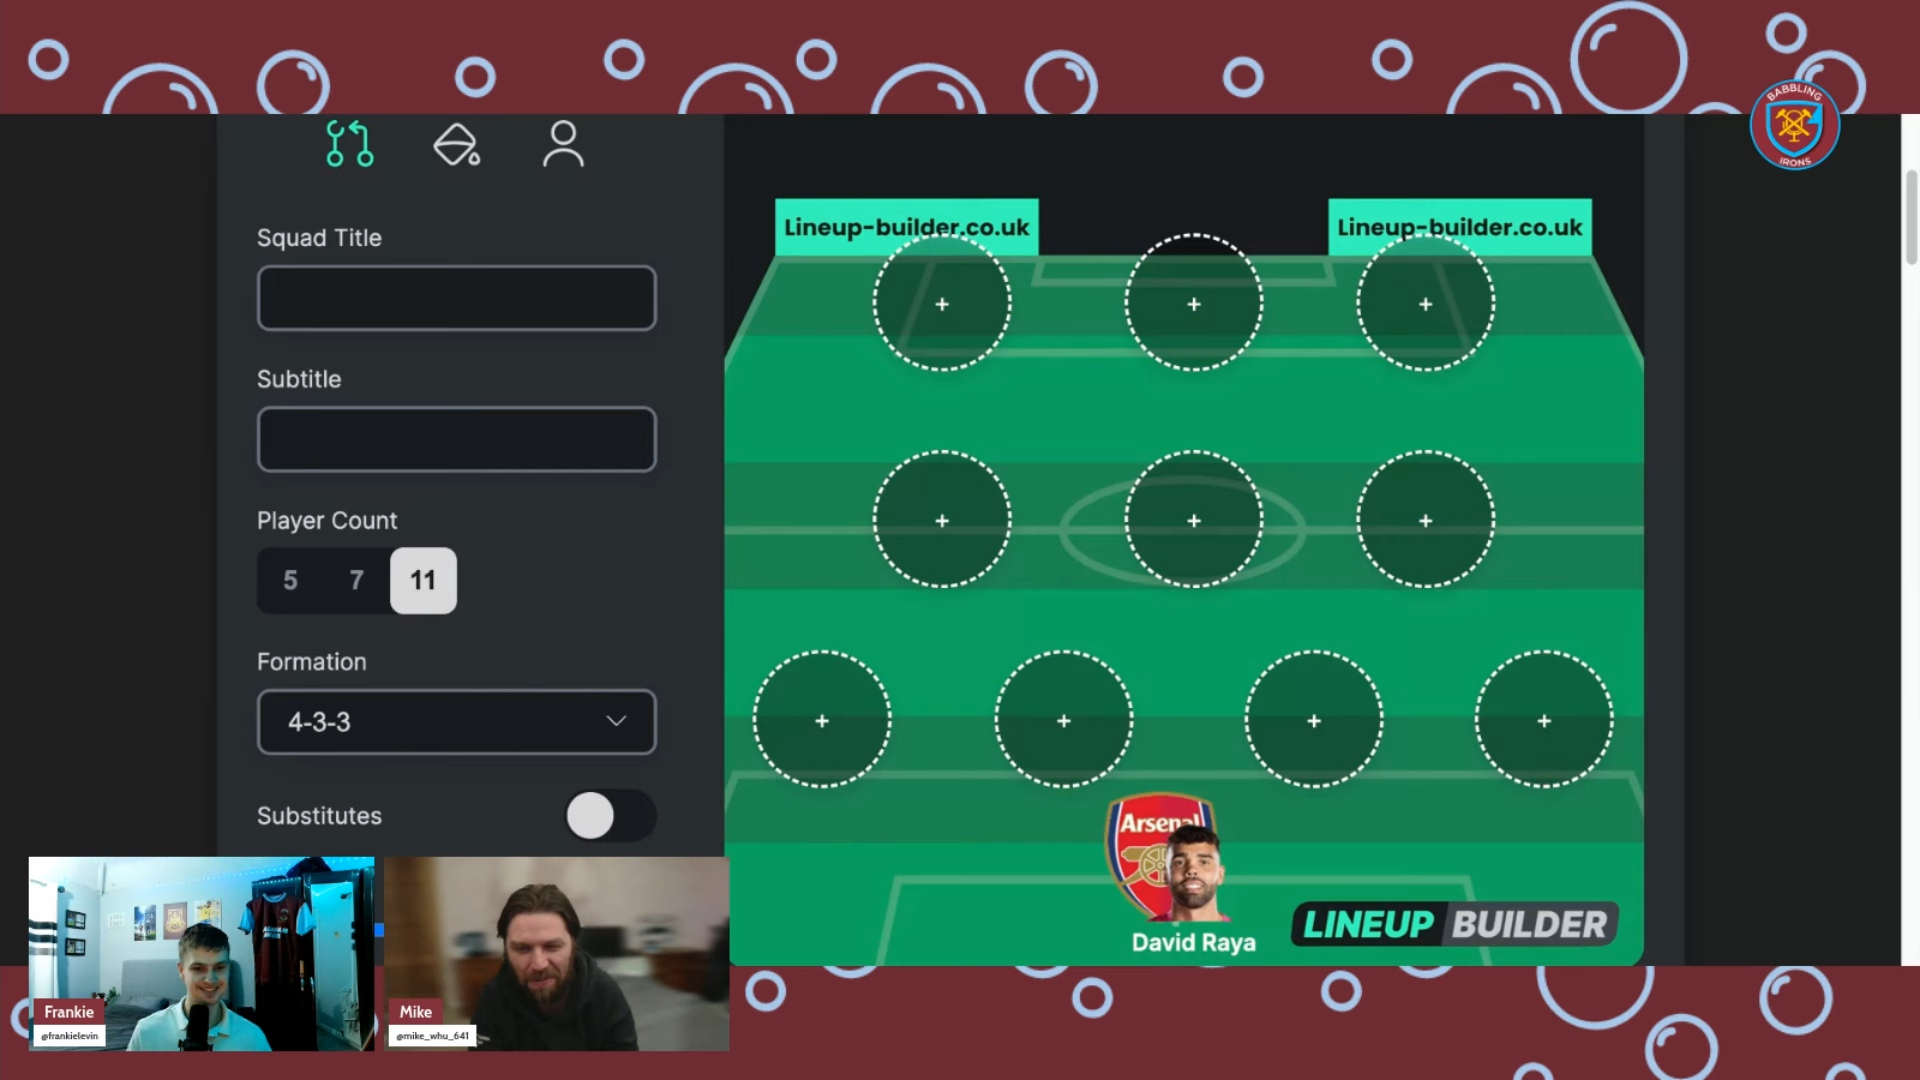 BABBLING
IRONS
Squad Title
Subtitle
Player Count
5 7 11
Formation
4-3-3
Substitutes
Lineup-builder.co.uk
Lineup-builder.co.uk
Arsenal
David Raya
LINEUP BUILDER
Frankie
@frankielevin
Mike
@mike_whu_641